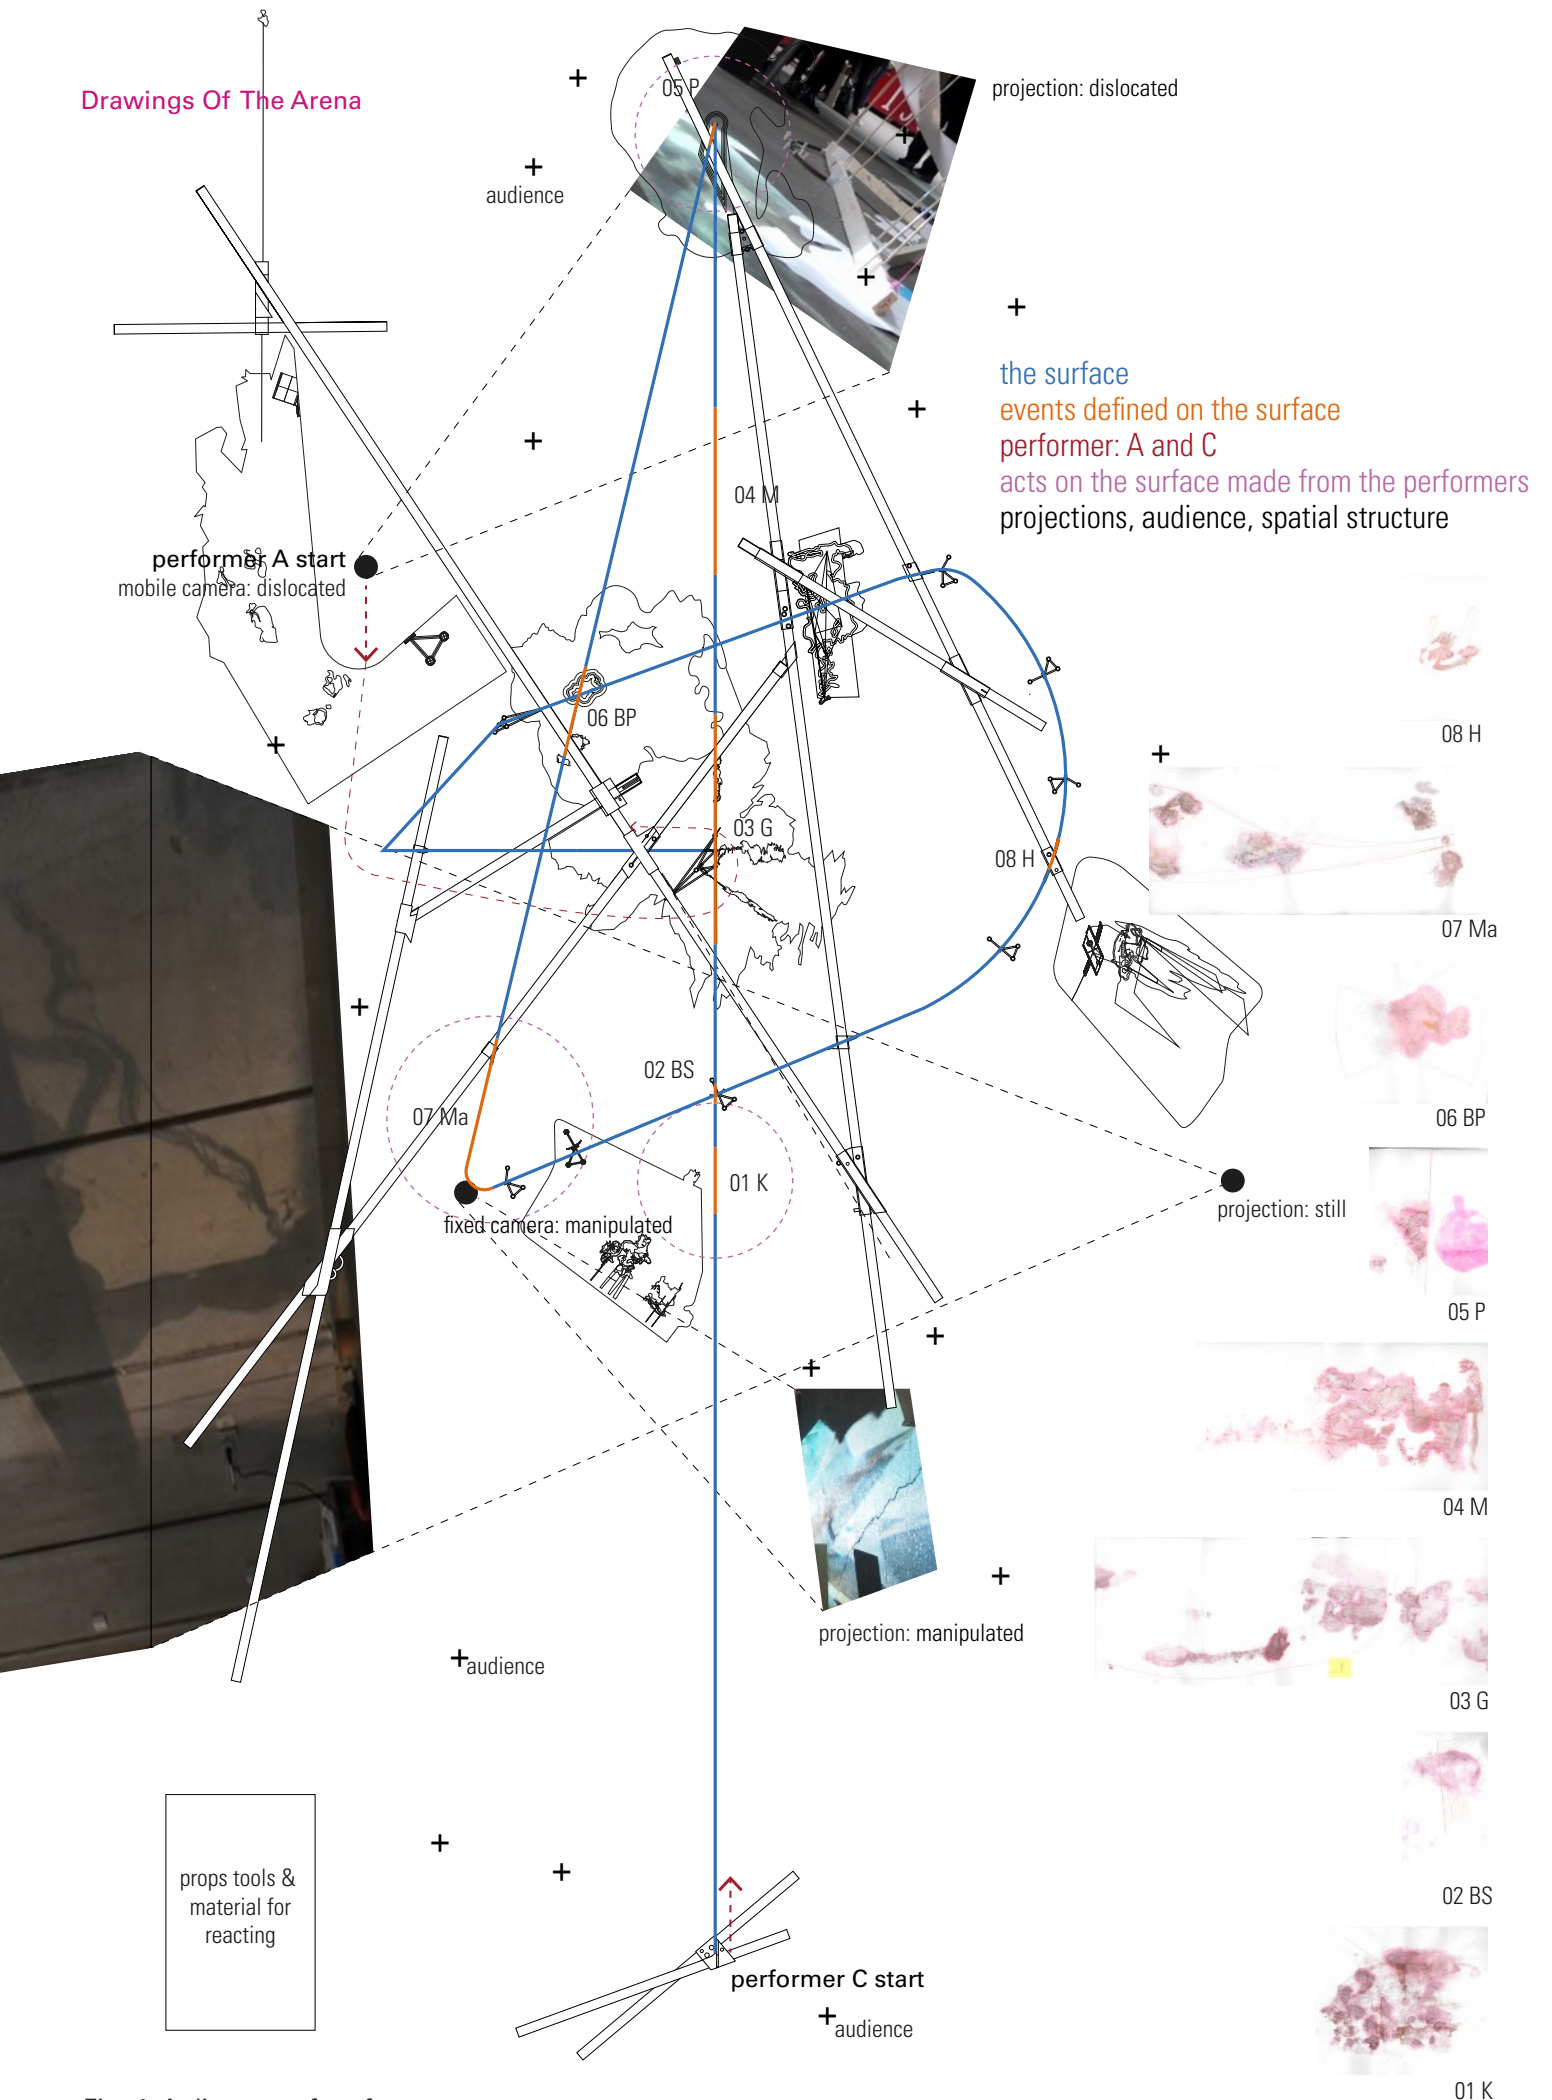 Drawings Of The Arena
05 P
projection: dislocated
audience
the surface
events defined on the surface
performer: A and C
acts on the surface made from the performers
projections, audience, spatial structure
04 M
performer A start
mobile camera: dislocated
06 BP
08 H
07 Ma
03 G
08 H
06 BP
02 BS
07 Ma
01 K
fixed camera: manipulated
projection: still
05 P
04 M
projection: manipulated
audience
03 G
props tools &
material for
reacting
02 BS
performer C start
audience
01 K